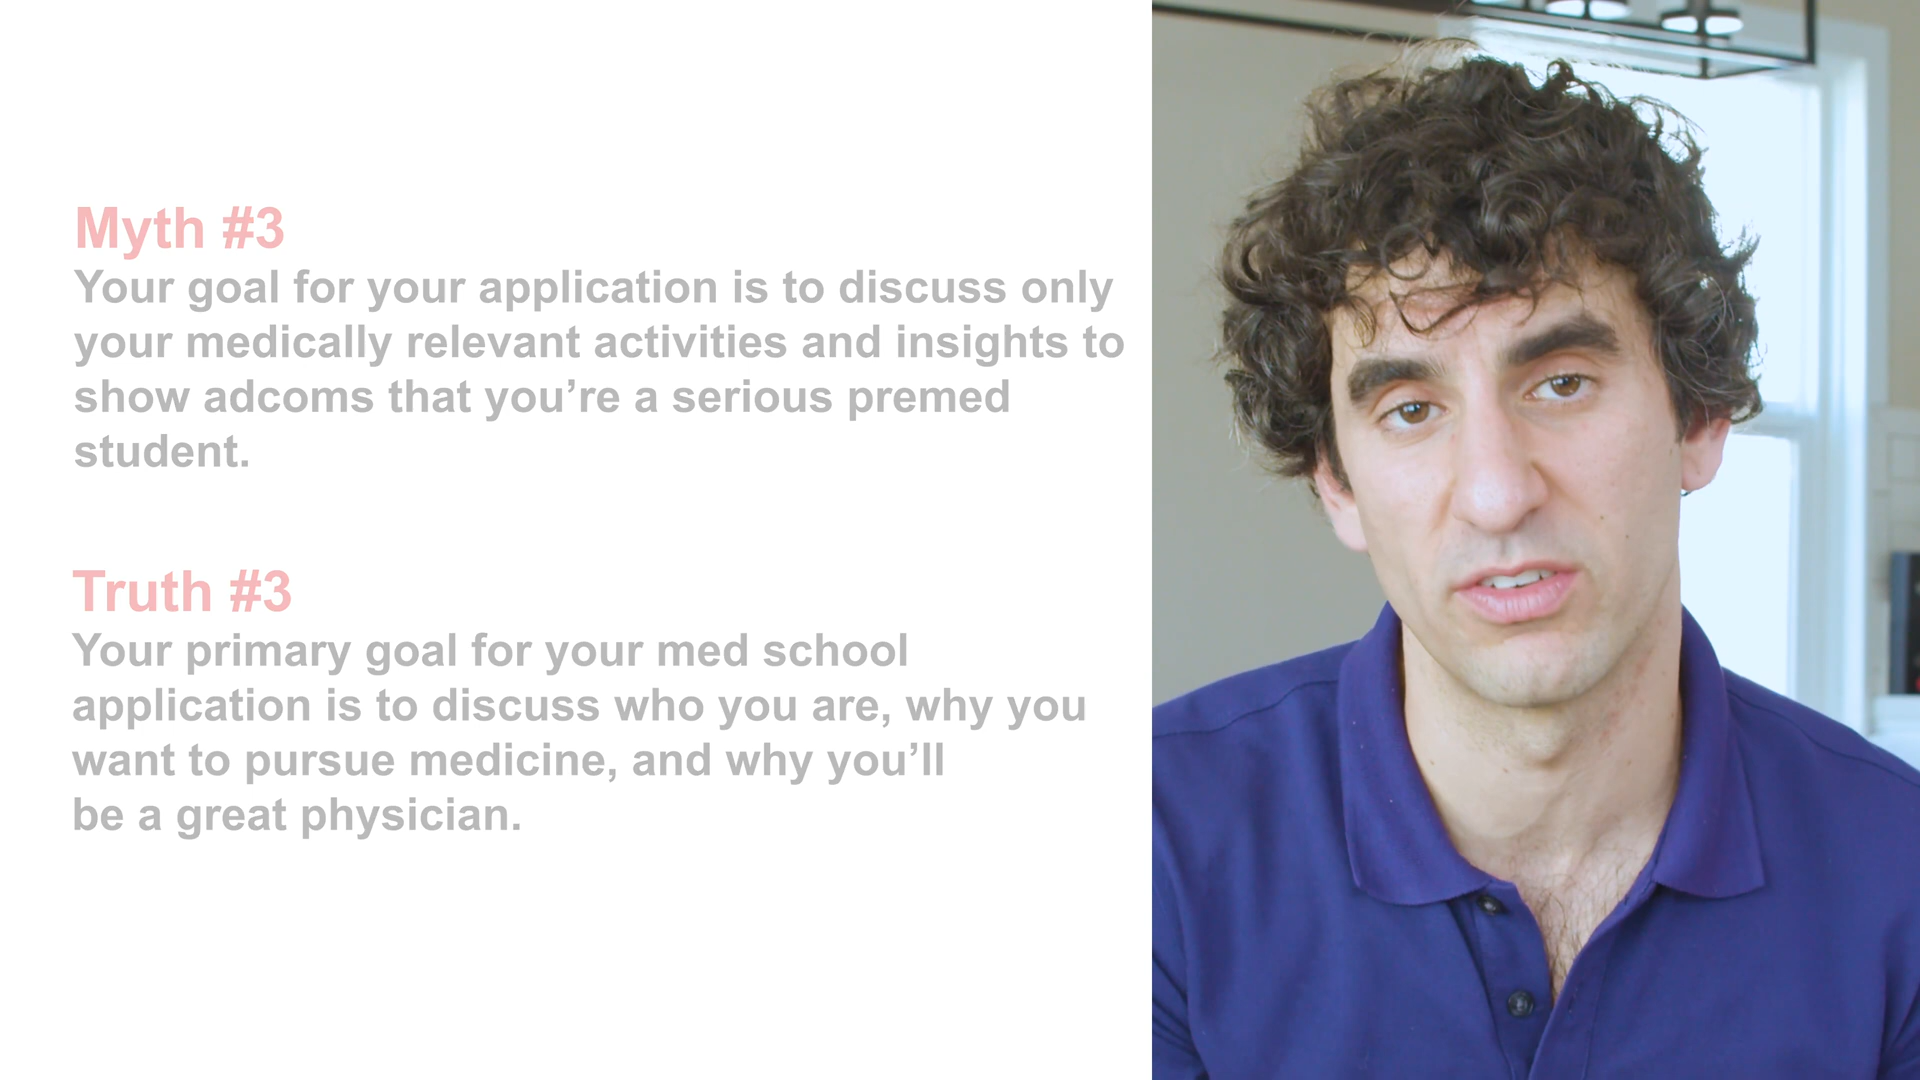 Myth #3
Your goal for your application is to discuss only
your medically relevant activities and insights to
show adcoms that you’re a serious premed
student.
Truth #3
Your primary goal for your med school
application is to discuss who you are, why you
want to pursue medicine, and why you’ll
be a great physician.